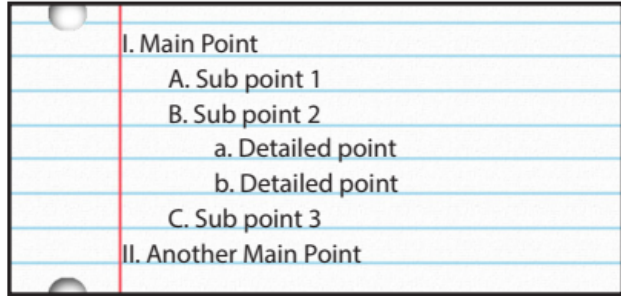 I. Main Point
A. Sub point 1
B. Sub point 2
a. Detailed point
b. Detailed point
C. Sub point 3
II. Another Main Point